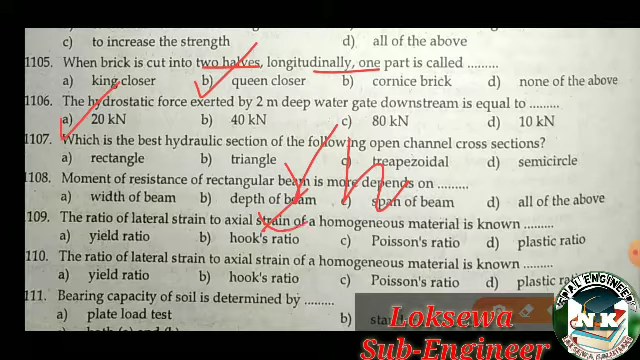 c) to increase the strength d) all of the above
1105. When brick is cut into two halves, longitudinally, one part is called .........
a) king closer b) queen closer b) cornice brick d) none of the above
1106. The hydrostatic force exerted by 2 m deep water gate downstream is equal to .........
a) 20 kN b) 40 kN c) 80 kN d) 10 kN
1107. Which is the best hydraulic section of the following open channel cross sections?
a) rectangle b) triangle c) treapezoidal d) semicircle
1108. Moment of resistance of rectangular beam is more depends on .........
a) width of beam b) depth of beam c) span of beam d) all of the above
109. The ratio of lateral strain to axial strain of a homogeneous material is known .........
a) yield ratio b) hook's ratio c) Poisson's ratio d) plastic ratio
110. The ratio of lateral strain to axial strain of a homogeneous material is known .........
a) yield ratio b) hook's ratio c) Poisson's ratio d) plastic
111. Bearing capacity of soil is determined by .........
a) plate load test b)
Loksewa
Sub-Engineer
NK